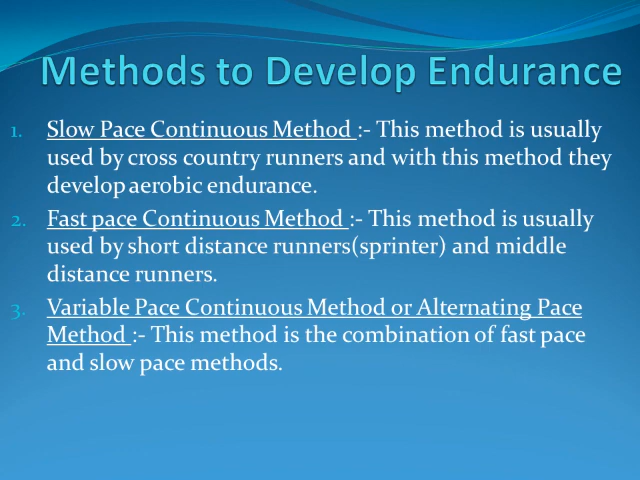 Methods to Develop Endurance
1. Slow Pace Continuous Method :- This method is usually
used by cross country runners and with this method they
develop aerobic endurance.
2. Fast pace Continuous Method :- This method is usually
used by short distance runners(sprinter) and middle
distance runners.
3. Variable Pace Continuous Method or Alternating Pace
Method :- This method is the combination of fast pace
and slow pace methods.